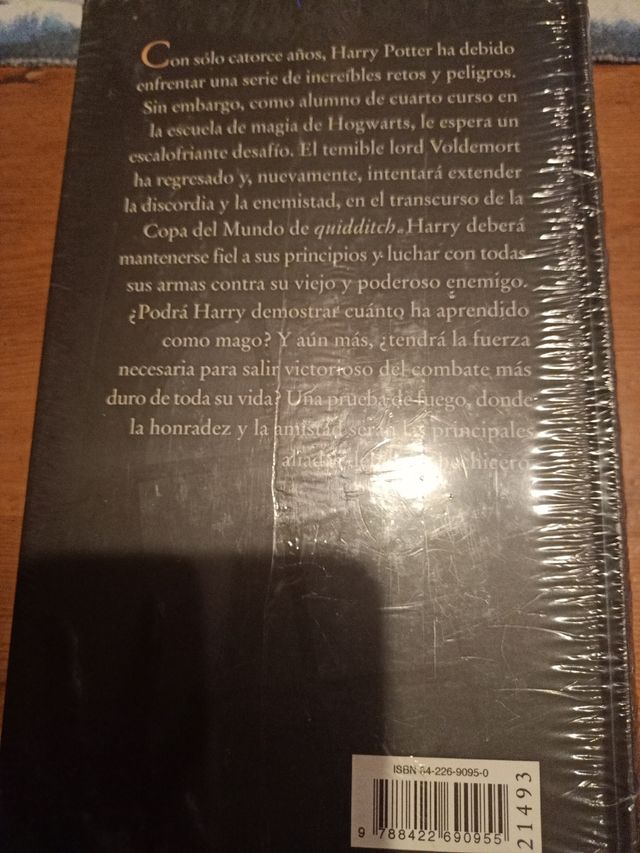 Con sólo catorce años, Harry Potter ha debido
enfrentar una serie de increíbles retos y peligros.
Sin embargo, como alumno de cuarto curso en
la escuela de magia de Hogwarts, le espera un
escalofriante desafío. El temible lord Voldemort
ha regresado y, nuevamente, intentará extender
la discordia y la enemistad, en el transcurso de la
Copa del Mundo de quidditch. Harry deberá
mantenerse fiel a sus principios y luchar con todas
sus armas contra su viejo y poderoso enemigo.
¿Podrá Harry demostrar cuánto ha aprendido
como mago? Y aún más, ¿tendrá la fuerza
necesaria para salir victorioso del combate más
duro de toda su vida? Una prueba de fuego, donde
la honradez y la amistad serán las principales
hechicero
ISBN 84-226-9095-0
9 788422 690955
21493